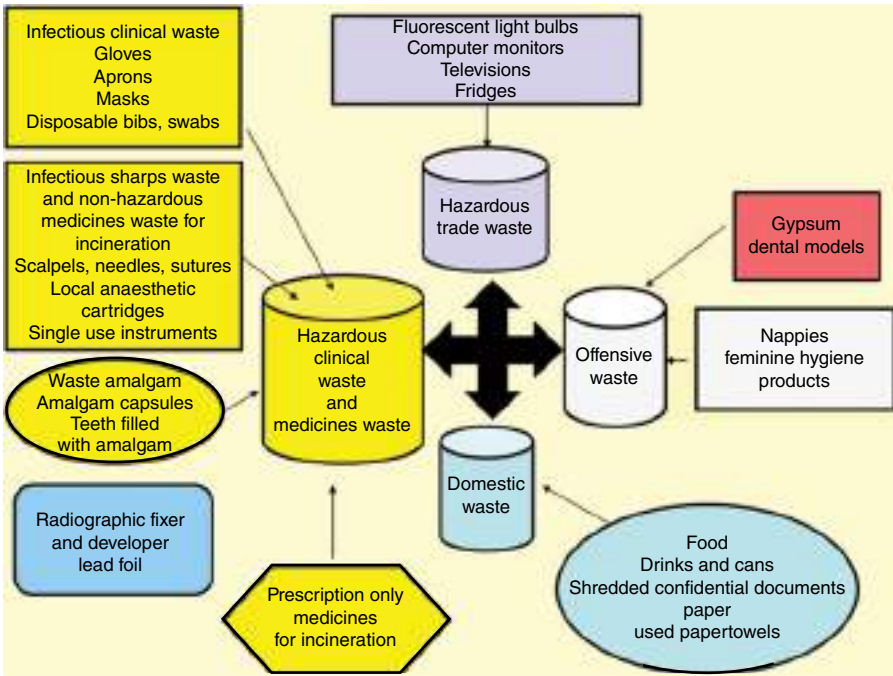 Infectious clinical waste
Gloves
Aprons
Masks
Disposable bibs, swabs
Fluorescent light bulbs
Computer monitors
Televisions
Fridges
Infectious sharps waste
and non-hazardous
medicines waste for
incineration
Scalpels, needles, sutures
Local anaesthetic
cartridges
Single use instruments
Hazardous
trade waste
Gypsum
dental models
Hazardous
clinical
waste
and
medicines waste
Offensive
waste
Nappies
feminine hygiene
products
Waste amalgam
Amalgam capsules
Teeth filled
with amalgam
Domestic
waste
Radiographic fixer
and developer
lead foil
Prescription only
medicines
for incineration
Food
Drinks and cans
Shredded confidential documents
paper
used papertowels